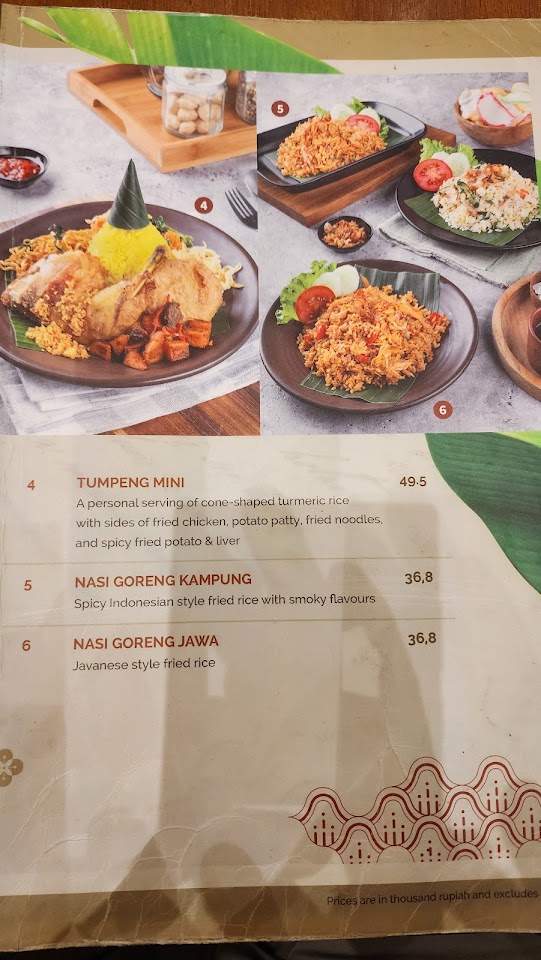 5
4
6
4 TUMPENG MINI 49.5
A personal serving of cone-shaped turmeric rice
with sides of fried chicken, potato patty, fried noodles,
and spicy fried potato & liver
5 NASI GORENG KAMPUNG 36,8
Spicy Indonesian style fried rice with smoky flavours
6 NASI GORENG JAWA 36,8
Javanese style fried rice
Prices are in thousand rupiah and excludes